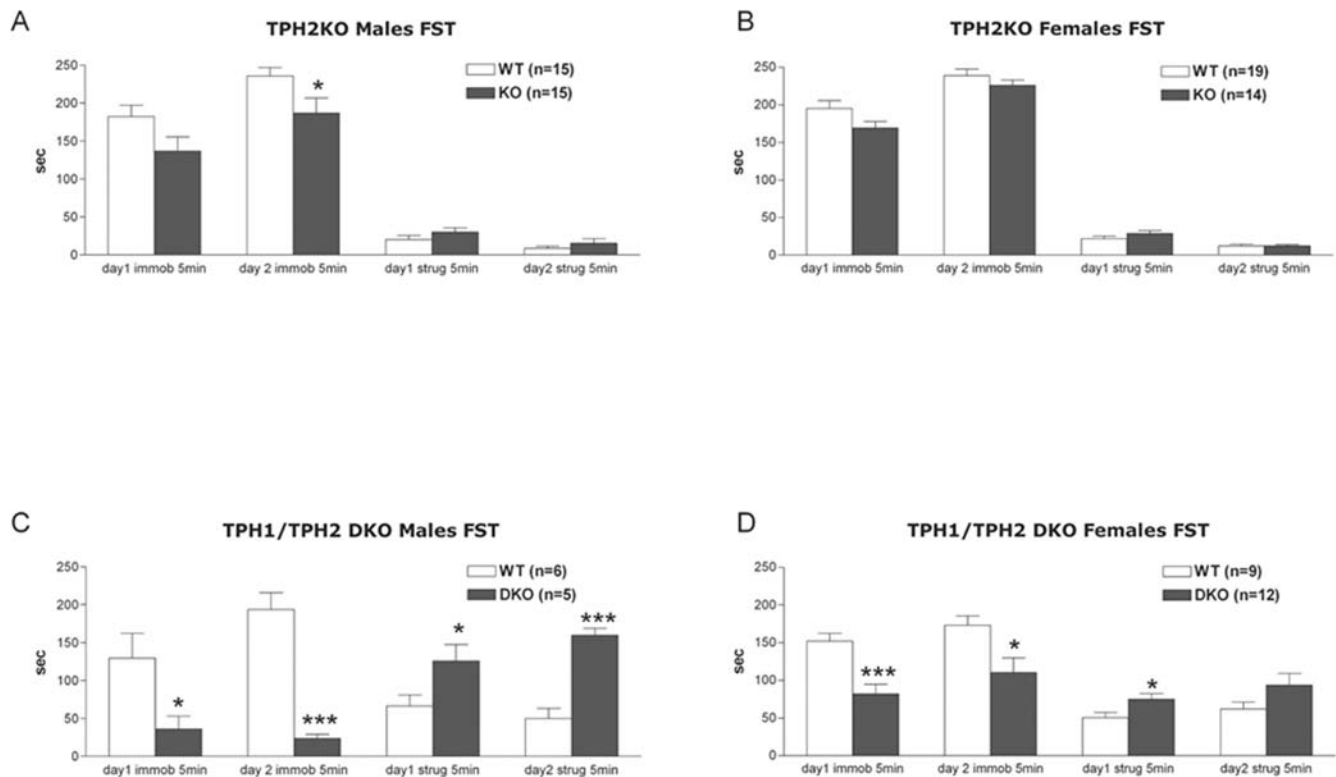 A
TPH2KO Males FST
WT (n=15)
KO (n=15)
*
250
200
150
100
50
0
sec
day1 immob 5min
day 2 immob 5min
day1 strug 5min
day2 strug 5min
B
TPH2KO Females FST
WT (n=19)
KO (n=14)
250
200
150
100
50
0
sec
day1 immob 5min
day 2 immob 5min
day1 strug 5min
day2 strug 5min
C
TPH1/TPH2 DKO Males FST
WT (n=6)
DKO (n=5)
250
200
150
100
50
0
sec
*
***
*
***
day1 immob 5min
day 2 immob 5min
day1 strug 5min
day2 strug 5min
D
TPH1/TPH2 DKO Females FST
WT (n=9)
DKO (n=12)
250
200
150
100
50
0
sec
***
*
*
day1 immob 5min
day 2 immob 5min
day1 strug 5min
day2 strug 5min